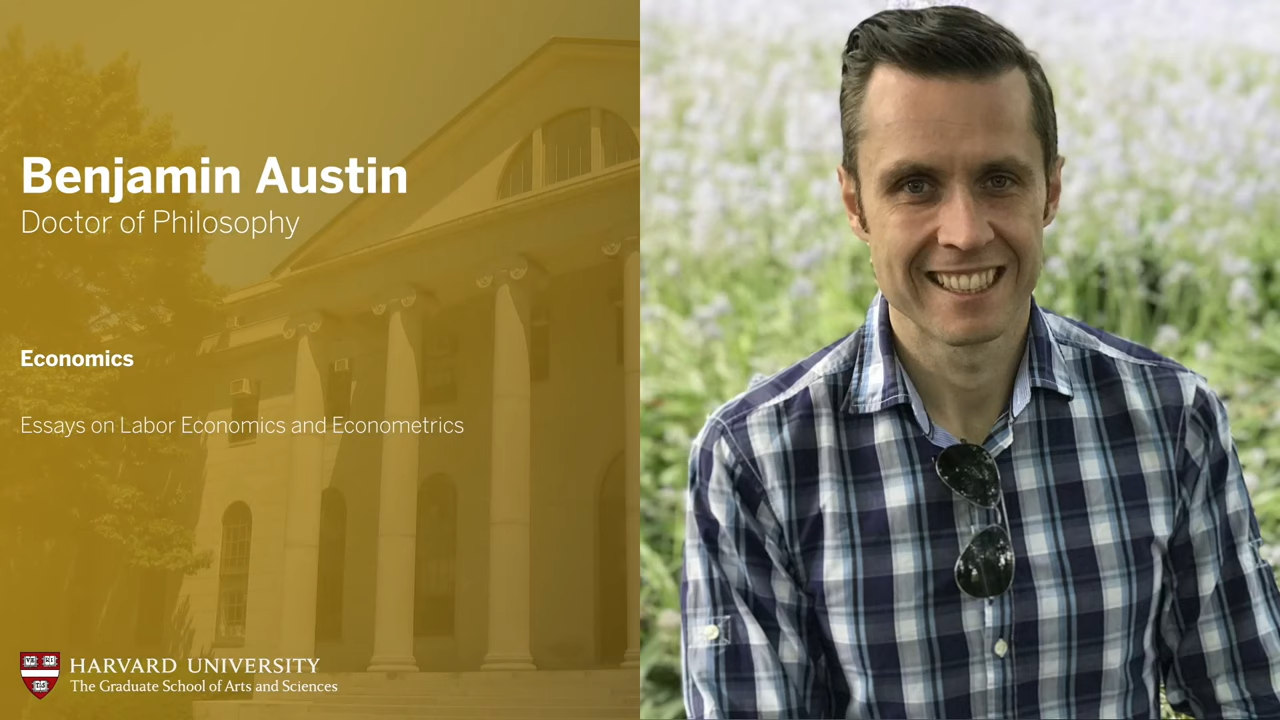 Benjamin Austin
Doctor of Philosophy
Economics
Essays on Labor Economics and Econometrics
HARVARD UNIVERSITY
The Graduate School of Arts and Sciences